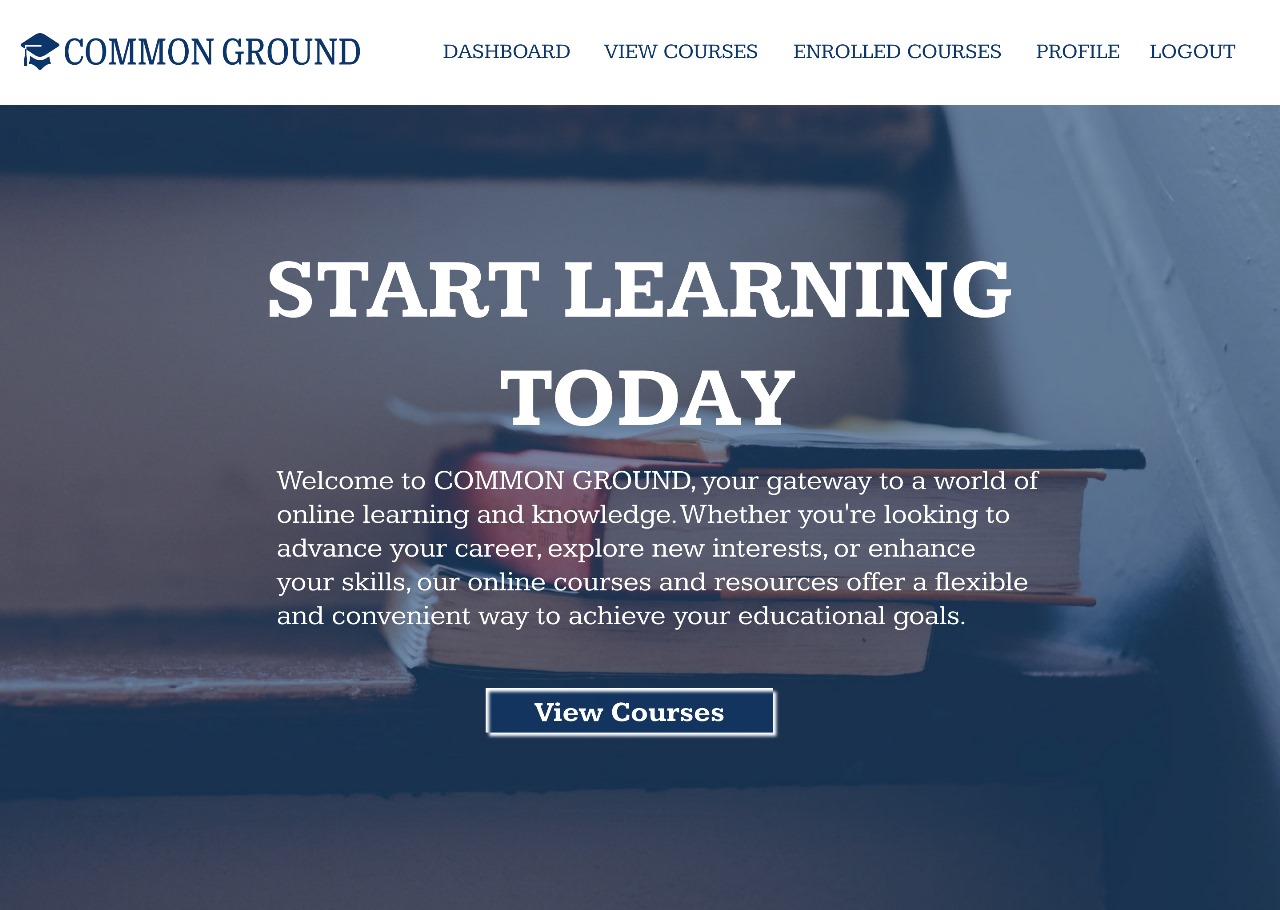 COMMON GROUND
DASHBOARD
VIEW COURSES
ENROLLED COURSES
PROFILE
LOGOUT
START LEARNING
TODAY
Welcome to COMMON GROUND, your gateway to a world of
online learning and knowledge. Whether you're looking to
advance your career, explore new interests, or enhance
your skills, our online courses and resources offer a flexible
and convenient way to achieve your educational goals.
View Courses